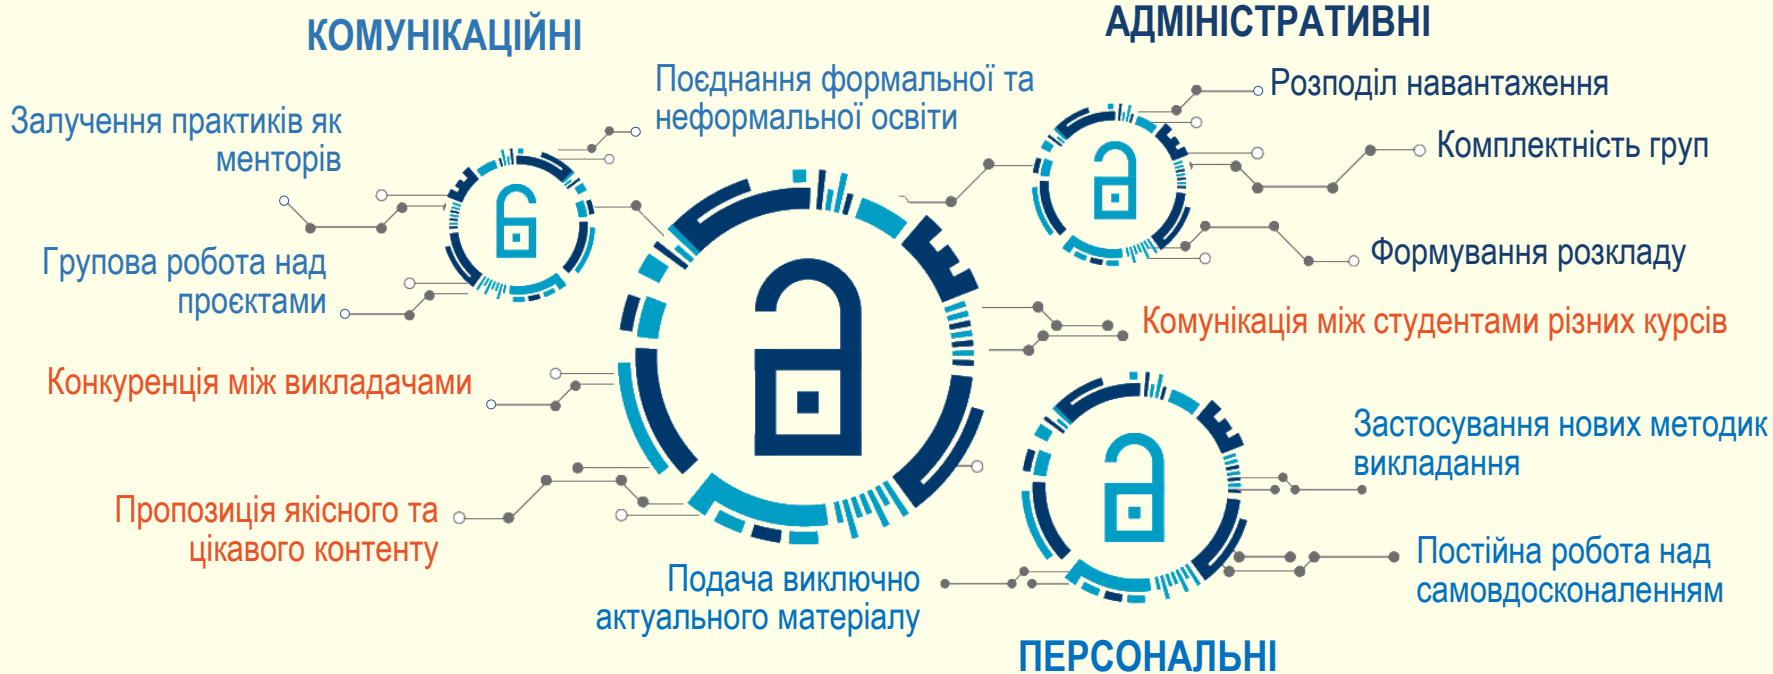 КОМУНІКАЦІЙНІ
Залучення практиків як
менторів
Поєднання формальної та
неформальної освіти
Групова робота над
проєктами
Конкуренція між викладачами
Пропозиція якісного та
цікавого контенту
АДМІНІСТРАТИВНІ
Розподіл навантаження
Комплектність груп
Формування розкладу
Комунікація між студентами різних курсів
Застосування нових методик
викладання
Постійна робота над
самовдосконаленням
Подача виключно
актуального матеріалу
ПЕРСОНАЛЬНІ